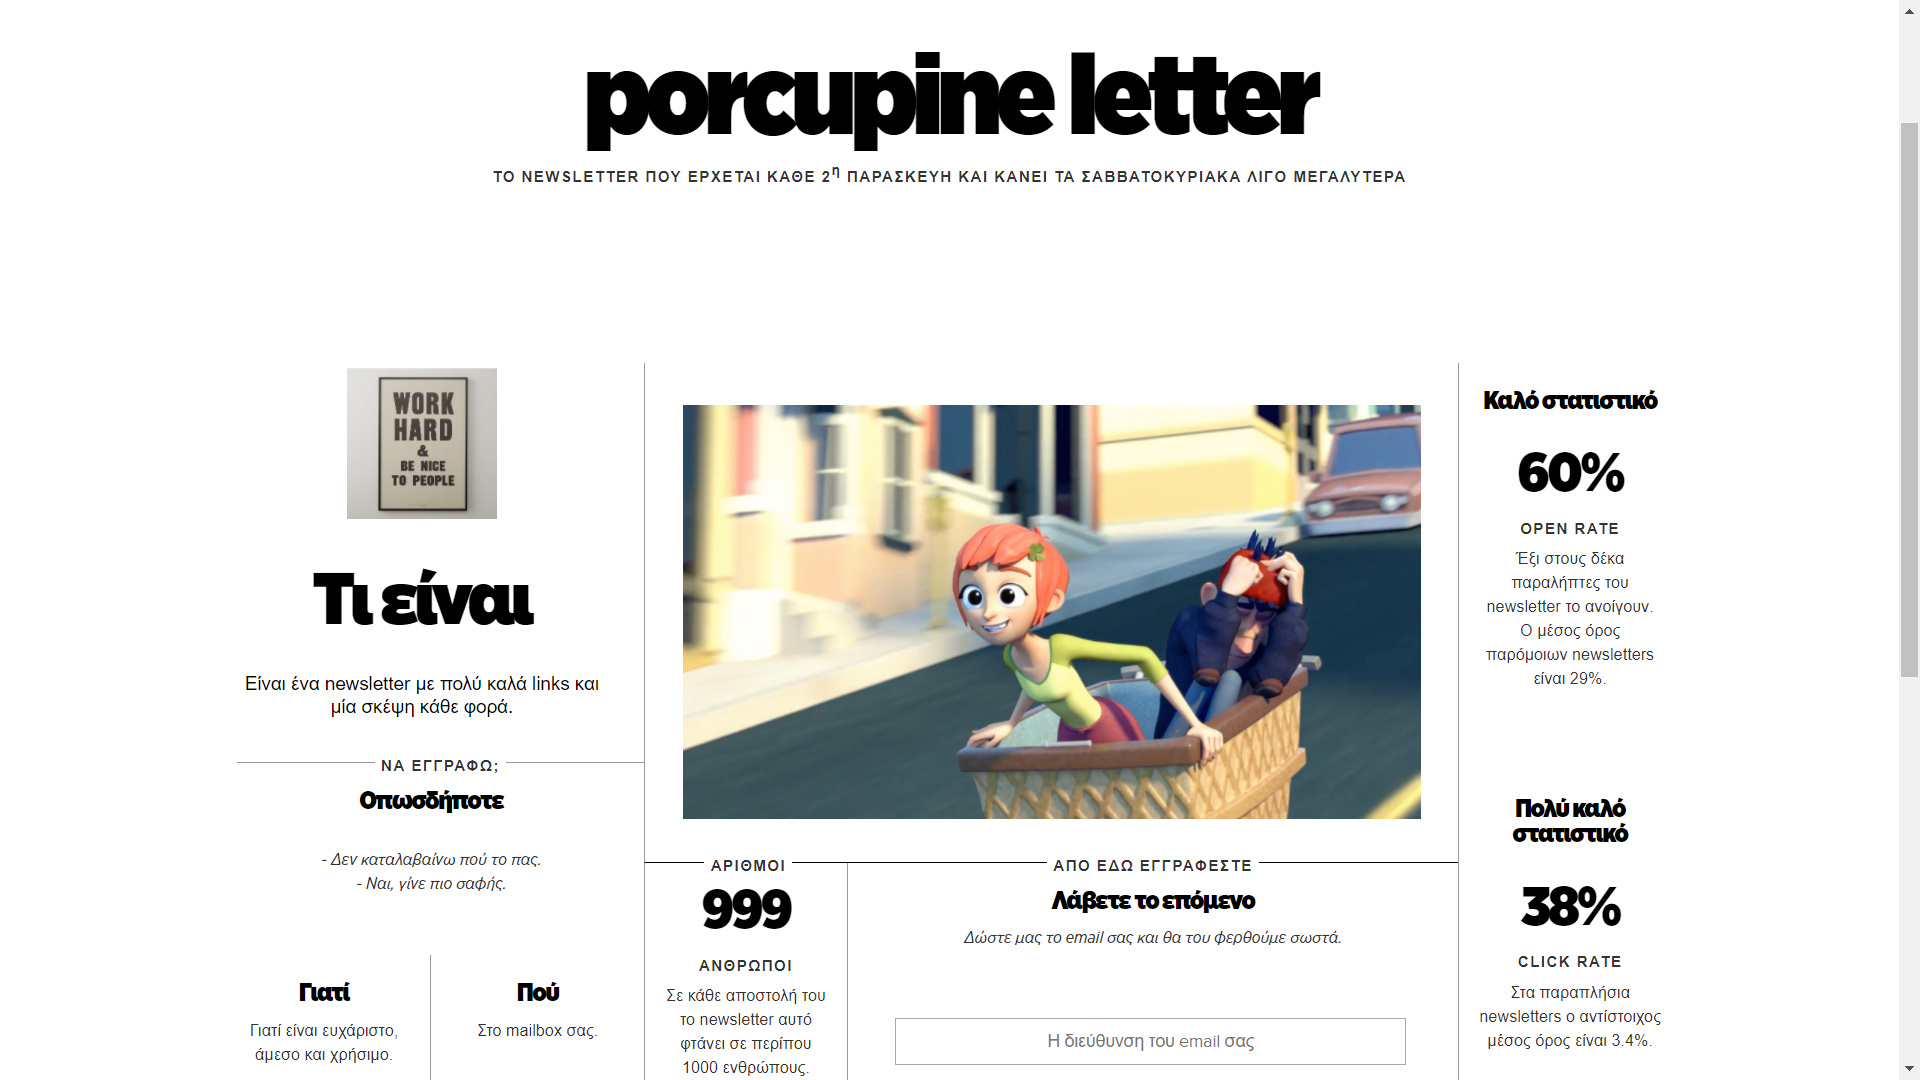 porcupine letter
ΤΟ NEWSLETTER ΠΟΥ ΕΡΧΕΤΑΙ ΚΑΘΕ 2η ΠΑΡΑΣΚΕΥΗ ΚΑΙ ΚΑΝΕΙ ΤΑ ΣΑΒΒΑΤΟΚΥΡΙΑΚΑ ΛΙΓΟ ΜΕΓΑΛΥΤΕΡΑ
WORK
HARD
&
BE NICE
TO PEOPLE
Τι είναι
Είναι ένα newsletter με πολύ καλά links και
μία σκέψη κάθε φορά.
ΝΑ ΕΓΓΡΑΦΩ;
Οπωσδήποτε
- Δεν καταλαβαίνω πού το πας.
- Ναι, γίνε πιο σαφής.
Γιατί
Γιατί είναι ευχάριστο,
άμεσο και χρήσιμο.
Πού
Στο mailbox σας.
ΑΡΙΘΜΟΙ
999
ΑΝΘΡΩΠΟΙ
Σε κάθε αποστολή του
το newsletter αυτό
φτάνει σε περίπου
1000 ενθρώπους.
ΑΠΟ ΕΔΩ ΕΓΓΡΑΦΕΣΤΕ
Λάβετε το επόμενο
Δώστε μας το email σας και θα του φερθούμε σωστά.
Η διεύθυνση του email σας
Καλό στατιστικό
60%
OPEN RATE
Έξι στους δέκα
παραλήπτες του
newsletter το ανοίγουν.
Ο μέσος όρος
παρόμοιων newsletters
είναι 29%.
Πολύ καλό
στατιστικό
38%
CLICK RATE
Στα παραπλήσια
newsletters ο αντίστοιχος
μέσος όρος είναι 3.4%.